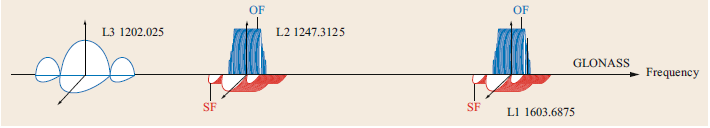 OF
OF
L3 1202.025
L2 1247.3125
GLONASS
Frequency
SF
SF
L1 1603.6875